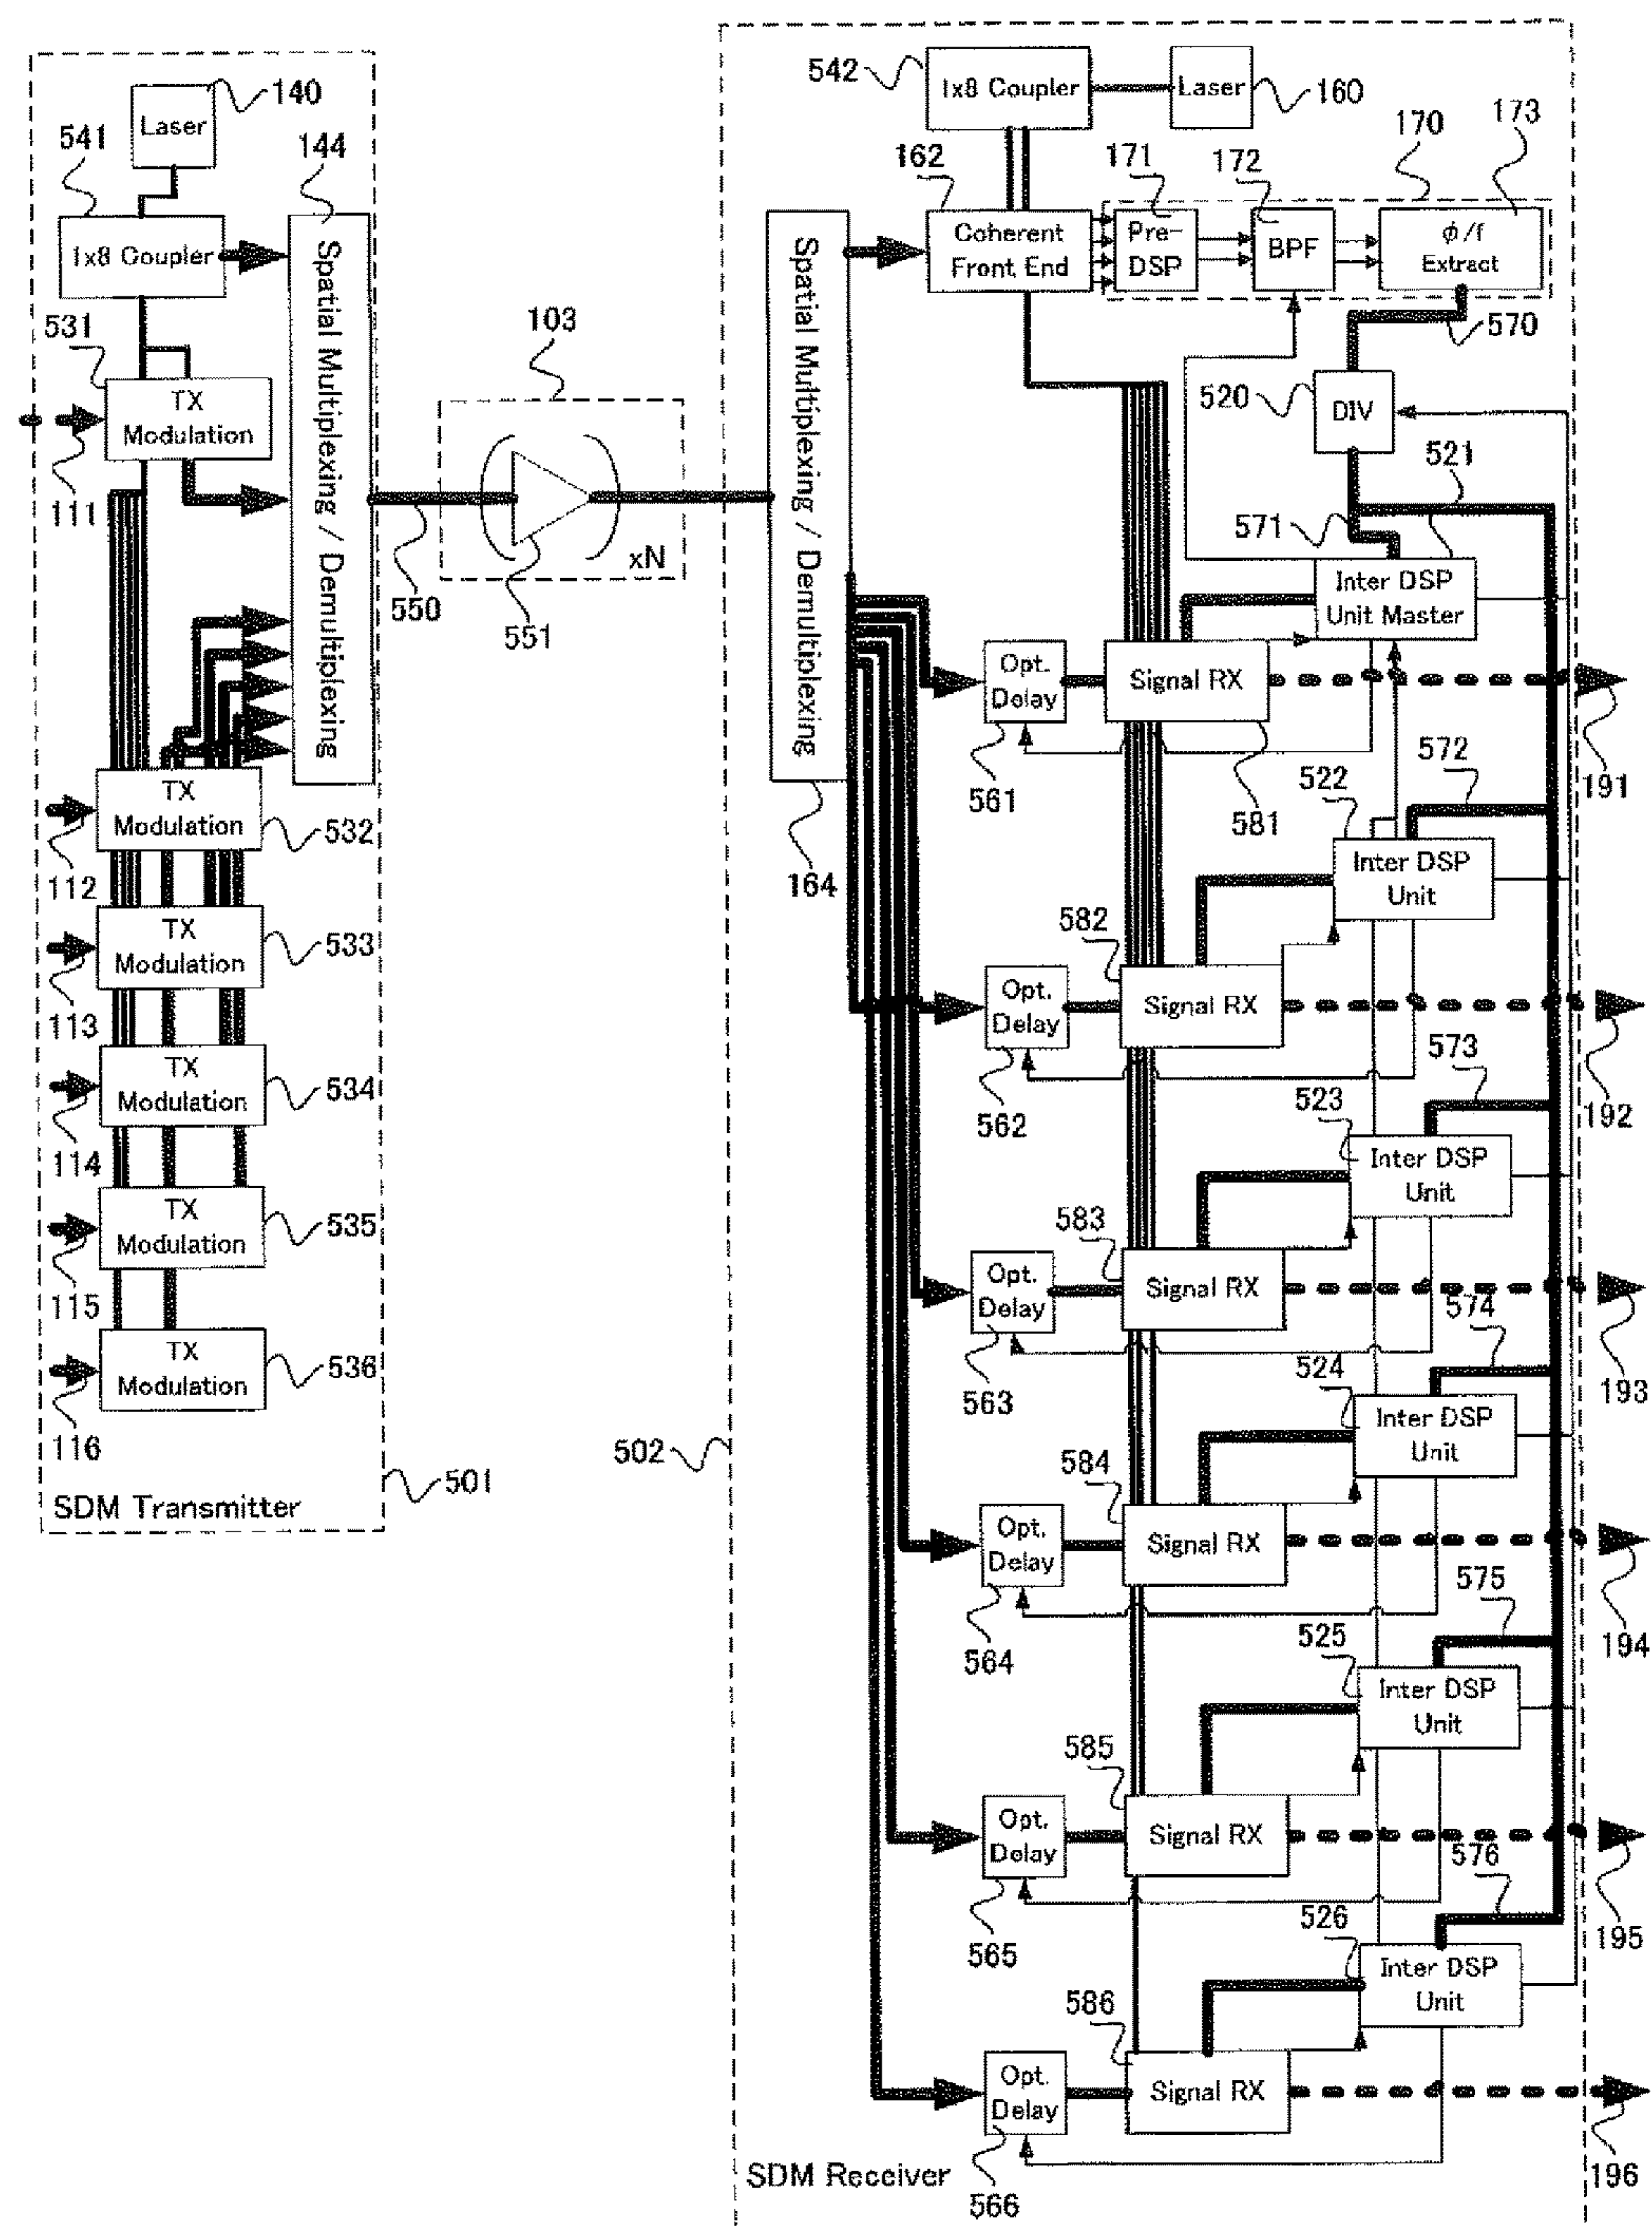 140
Laser
541
144
1x8 Coupler
Spatial Multiplexing / Demultiplexing
531
TX
Modulation
111
TX
Modulation
532
112
TX
Modulation
533
113
TX
Modulation
534
114
TX
Modulation
535
115
TX
Modulation
536
116
SDM Transmitter
501
103
xN
550
551
502
542
1x8 Coupler
Laser
160
162
171
172
170
173
Coherent
Front End
Pre-
DSP
BPF
φ/f
Extract
570
Spatial Multiplexing / Demultiplexing
164
520
DIV
521
571
Inter DSP
Unit Master
Opt.
Delay
561
Signal RX
581
191
522
572
Inter DSP
Unit
582
Opt.
Delay
562
Signal RX
192
523
573
Inter DSP
Unit
583
Opt.
Delay
563
Signal RX
193
574
524
Inter DSP
Unit
584
Opt.
Delay
564
Signal RX
194
575
525
Inter DSP
Unit
585
Opt.
Delay
565
Signal RX
195
576
526
Inter DSP
Unit
586
Opt.
Delay
566
Signal RX
196
SDM Receiver